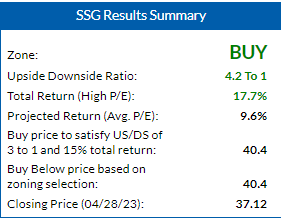 SSG Results Summary
Zone: BUY
Upside Downside Ratio: 4.2 To 1
Total Return (High P/E): 17.7%
Projected Return (Avg. P/E): 9.6%
Buy price to satisfy US/DS of
3 to 1 and 15% total return: 40.4
Buy Below price based on
zoning selection: 40.4
Closing Price (04/28/23): 37.12